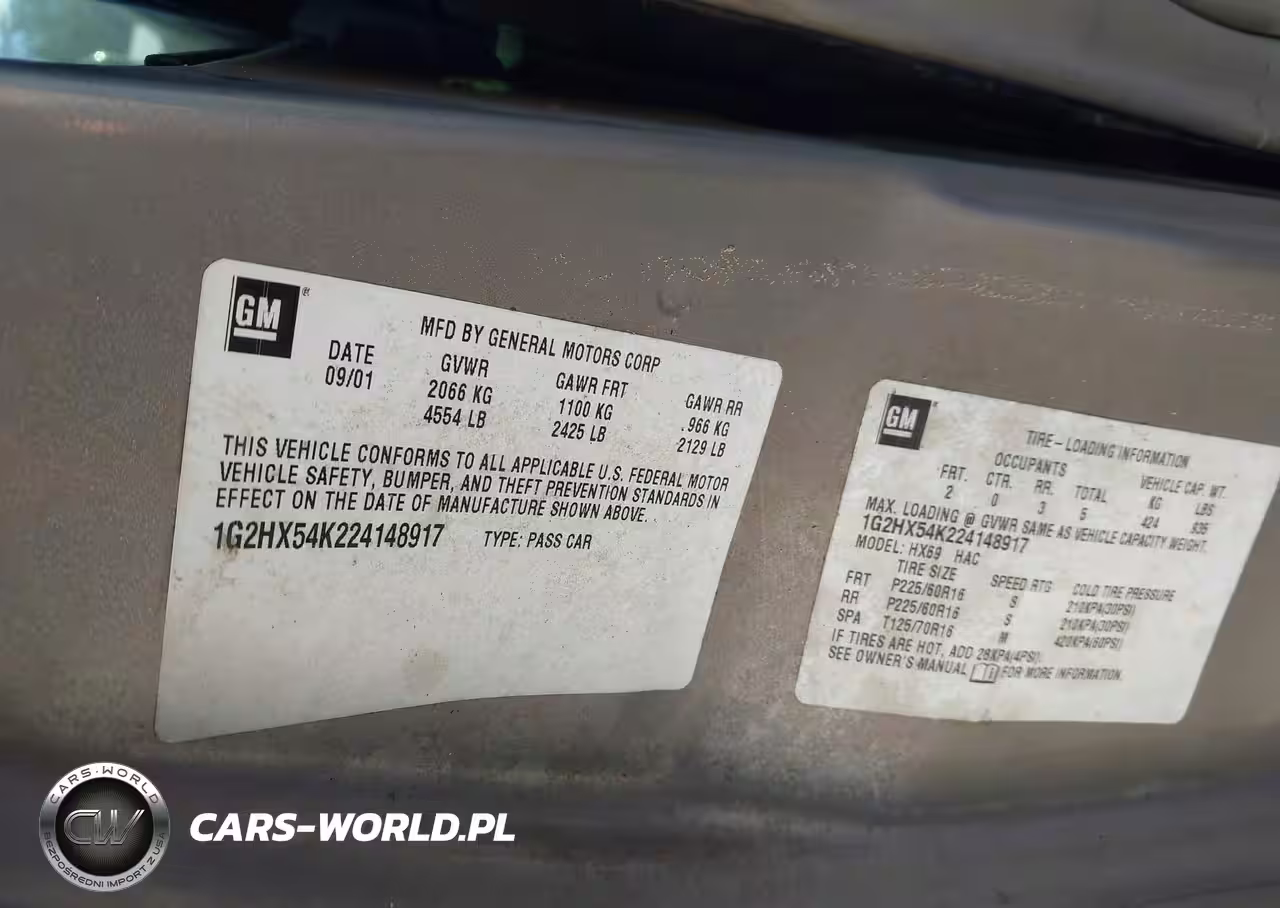 GM
MFD BY GENERAL MOTORS CORP
DATE GVWR GAWR FRT GAWR RR
09/01 2066 KG 1100 KG 966 KG
4554 LB 2425 LB 2129 LB
THIS VEHICLE CONFORMS TO ALL APPLICABLE U.S. FEDERAL MOTOR
VEHICLE SAFETY, BUMPER, AND THEFT PREVENTION STANDARDS IN
EFFECT ON THE DATE OF MANUFACTURE SHOWN ABOVE.
1G2HX54K224148917 TYPE: PASS CAR
GM
TIRE-LOADING INFORMATION
OCCUPANTS VEHICLE CAP. WT.
FRT. CTR. RR. TOTAL KG LBS
2 0 3 5 424 935
MAX. LOADING @ GVWR SAME AS VEHICLE CAPACITY WEIGHT.
1G2HX54K224148917
MODEL: HX69 HAC
TIRE SIZE SPEED RTG COLD TIRE PRESSURE
FRT P225/60R16 S 210KPA(30PSI)
RR P225/60R16 S 210KPA(30PSI)
SPA T125/70R16 M 420KPA(60PSI)
IF TIRES ARE HOT, ADD 28KPA(4PSI).
SEE OWNER'S MANUAL FOR MORE INFORMATION.
CARS-WORLD
CW
BEZPOŚREDNI IMPORT Z USA
CARS-WORLD.PL